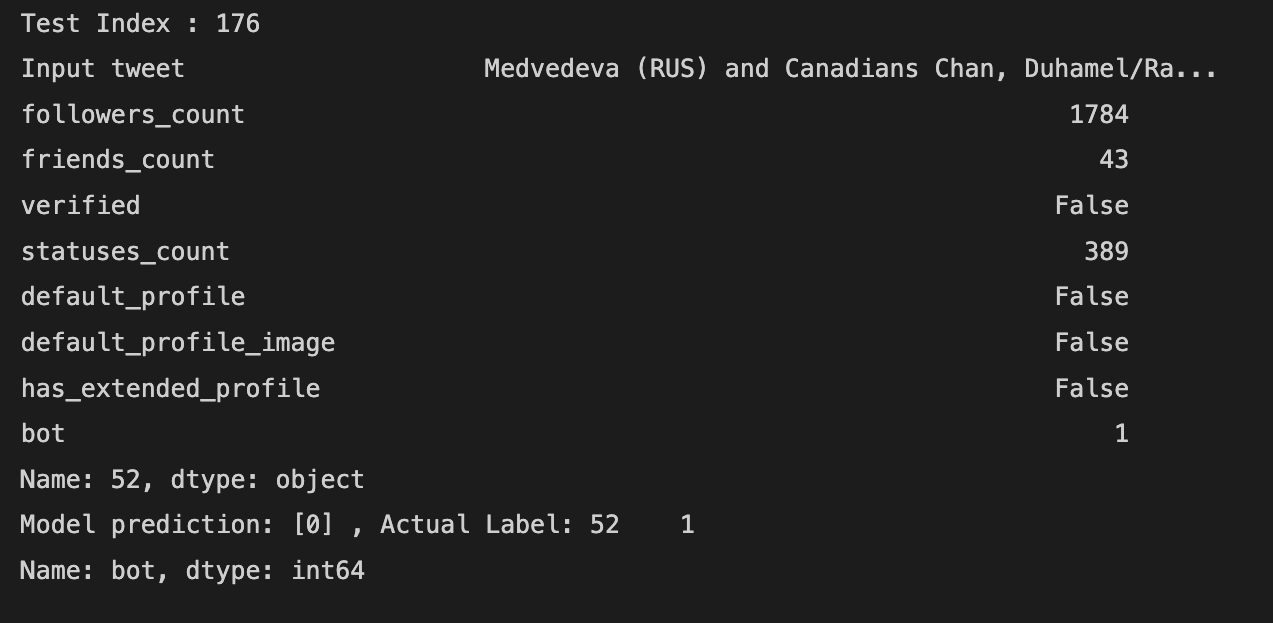 Test Index : 176
Input tweet Medvedeva (RUS) and Canadians Chan, Duhamel/Ra...
followers_count 1784
friends_count 43
verified False
statuses_count 389
default_profile False
default_profile_image False
has_extended_profile False
bot 1
Name: 52, dtype: object
Model prediction: [0] , Actual Label: 52 1
Name: bot, dtype: int64